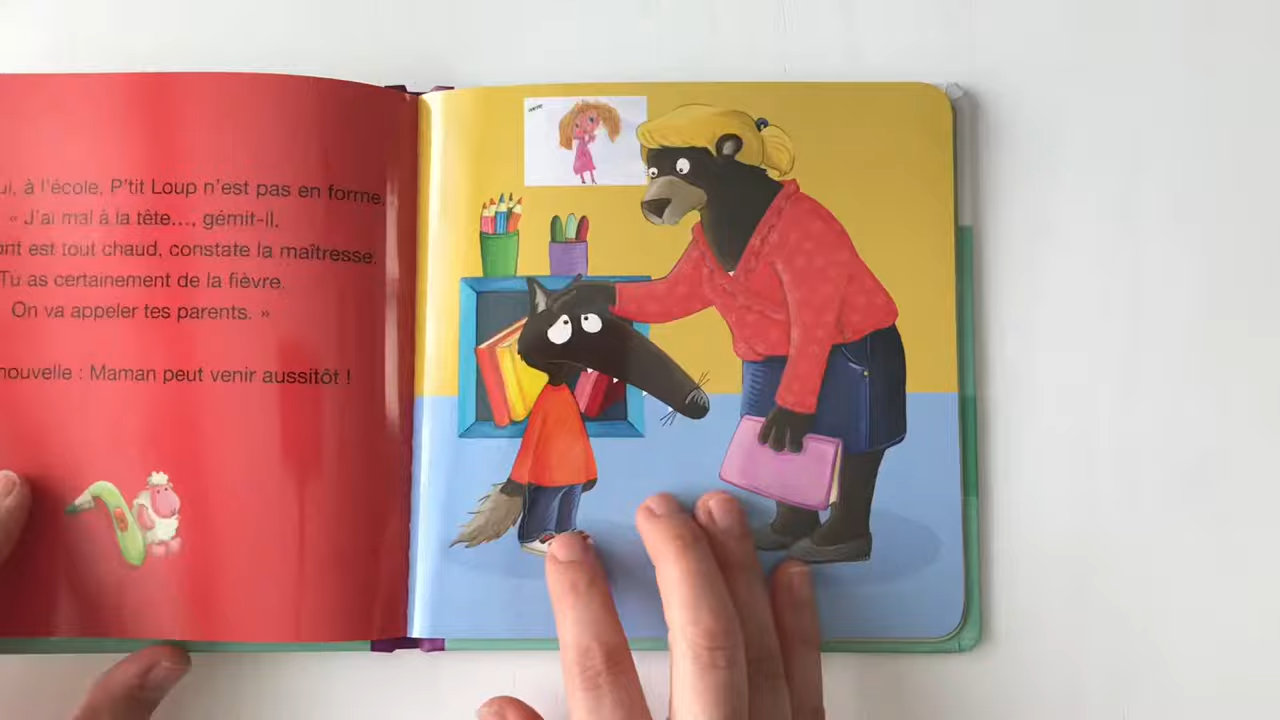 ui, à l'école, P'tit Loup n'est pas en forme.
« J'ai mal à la tête..., gémit-il.
ont est tout chaud, constate la maîtresse.
Tu as certainement de la fièvre.
On va appeler tes parents. »
nouvelle : Maman peut venir aussitôt !